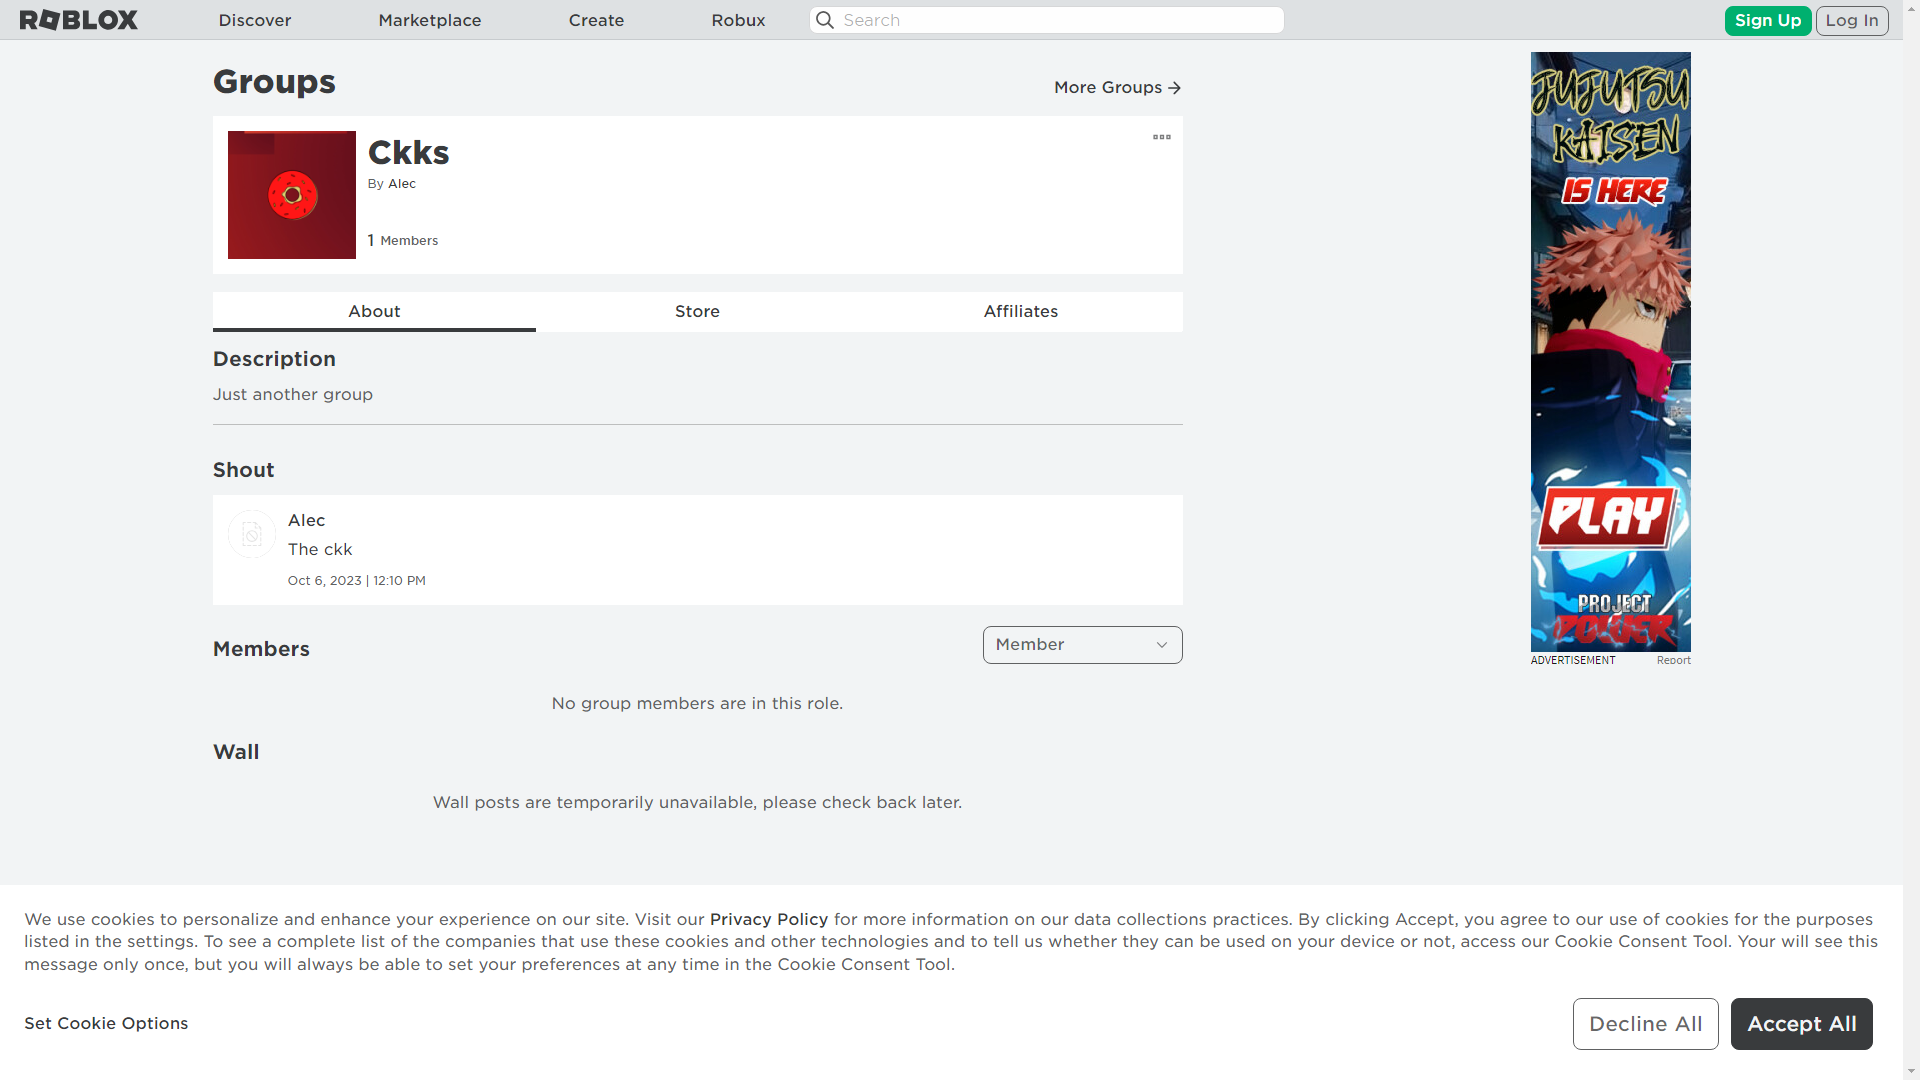 ROBLOX
Discover
Marketplace
Create
Robux
Search
Sign Up
Log In
Groups
More Groups
Ckks
By Alec
1 Members
About
Store
Affiliates
Description
Just another group
Shout
Alec
The ckk
Oct 6, 2023 | 12:10 PM
Members
Member
No group members are in this role.
Wall
Wall posts are temporarily unavailable, please check back later.
JUJUTSU
KAISEN
IS HERE
PLAY
PROJECT
POWER
ADVERTISEMENT
Report
We use cookies to personalize and enhance your experience on our site. Visit our Privacy Policy for more information on our data collections practices. By clicking Accept, you agree to our use of cookies for the purposes
listed in the settings. To see a complete list of the companies that use these cookies and other technologies and to tell us whether they can be used on your device or not, access our Cookie Consent Tool. Your will see this
message only once, but you will always be able to set your preferences at any time in the Cookie Consent Tool.
Set Cookie Options
Decline All
Accept All